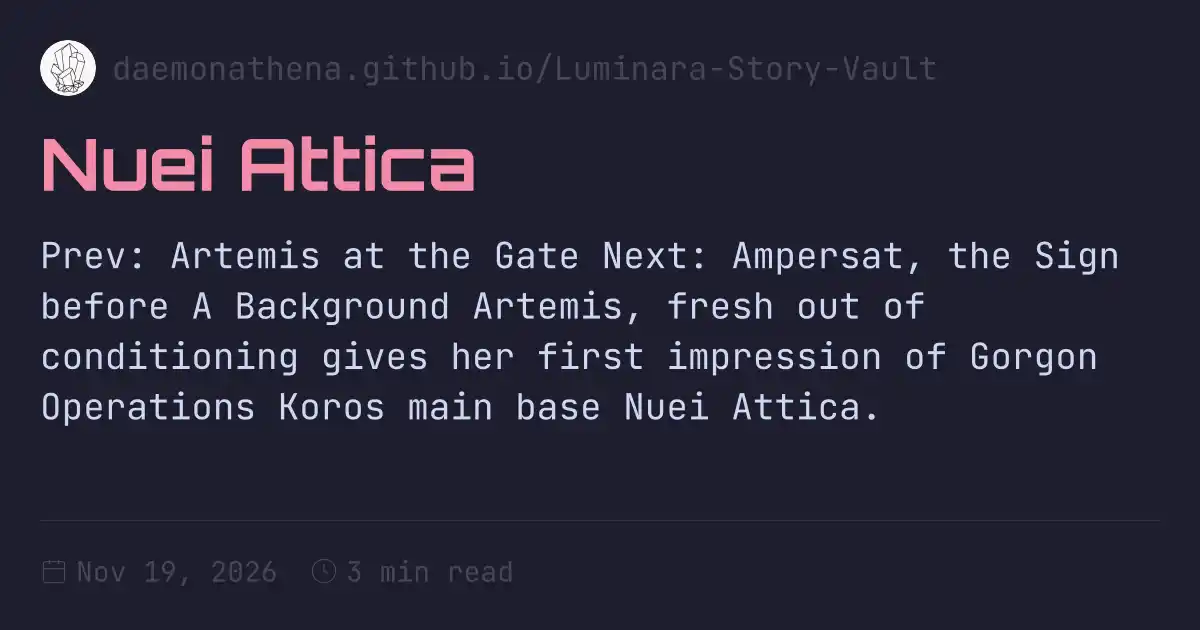 daemonathena.github.io/Luminara-Story-Vault
Nuei Attica
Prev: Artemis at the Gate Next: Ampersat, the Sign
before A Background Artemis, fresh out of
conditioning gives her first impression of Gorgon
Operations Koros main base Nuei Attica.
Nov 19, 2026 3 min read